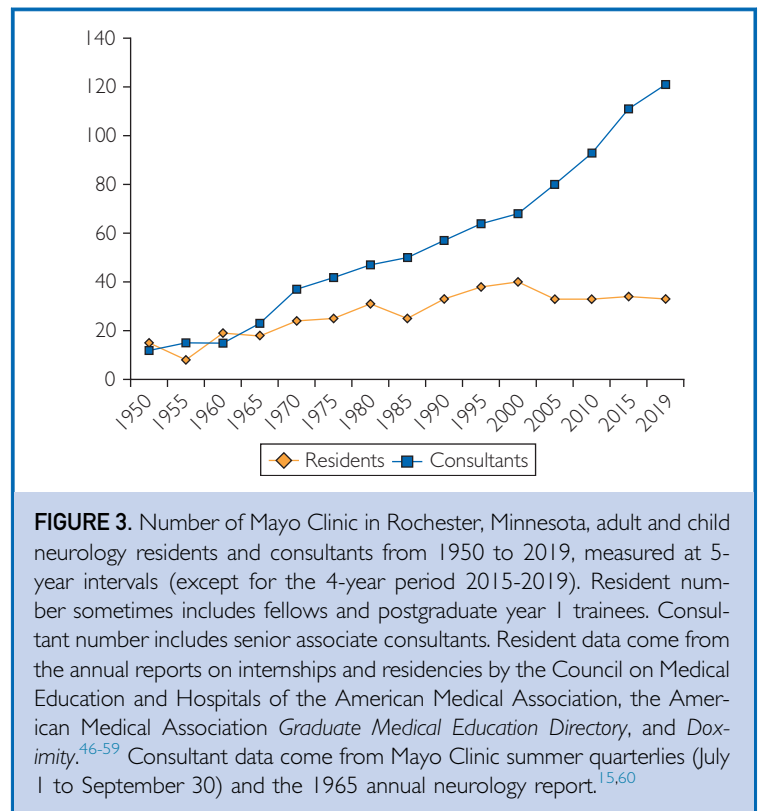 140
120
100
80
60
40
20
0
1950 1955 1960 1965 1970 1975 1980 1985 1990 1995 2000 2005 2010 2015 2019
Residents Consultants
FIGURE 3. Number of Mayo Clinic in Rochester, Minnesota, adult and child
neurology residents and consultants from 1950 to 2019, measured at 5-
year intervals (except for the 4-year period 2015-2019). Resident num-
ber sometimes includes fellows and postgraduate year 1 trainees. Consul-
tant number includes senior associate consultants. Resident data come from
the annual reports on internships and residencies by the Council on Medical
Education and Hospitals of the American Medical Association, the Amer-
ican Medical Association Graduate Medical Education Directory, and Dox-
imity.46-59 Consultant data come from Mayo Clinic summer quarterlies (July
1 to September 30) and the 1965 annual neurology report.15,60